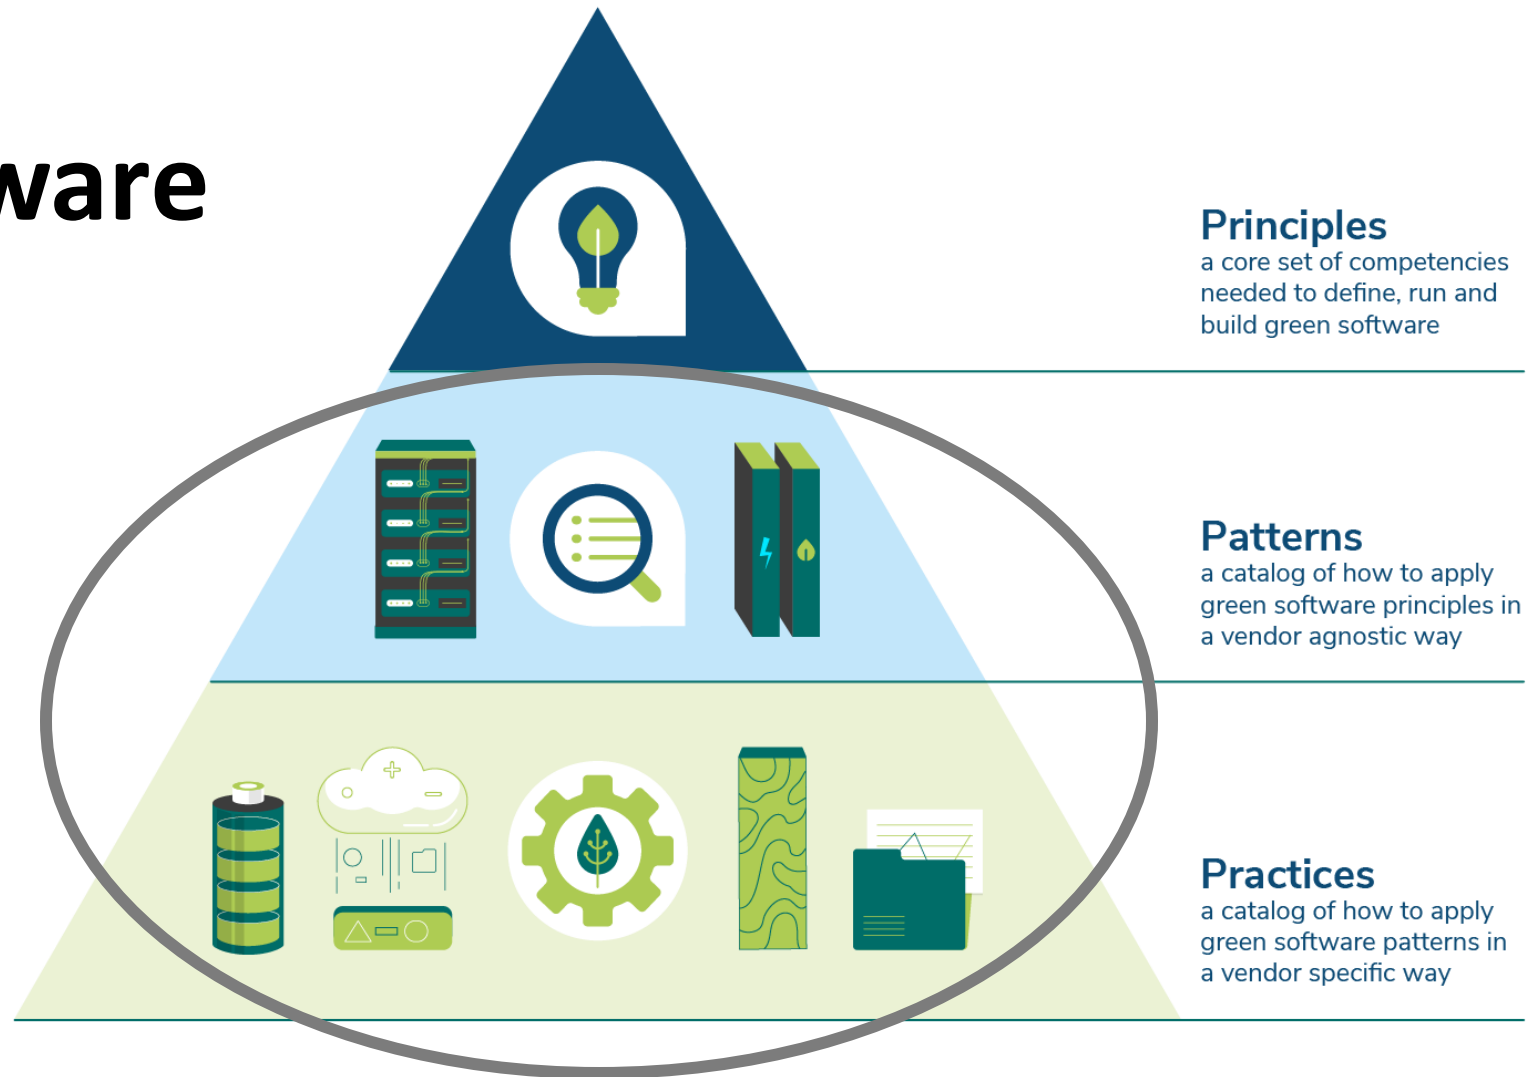 ware
Principles
a core set of competencies
needed to define, run and
build green software
Patterns
a catalog of how to apply
green software principles in
a vendor agnostic way
Practices
a catalog of how to apply
green software patterns in
a vendor specific way